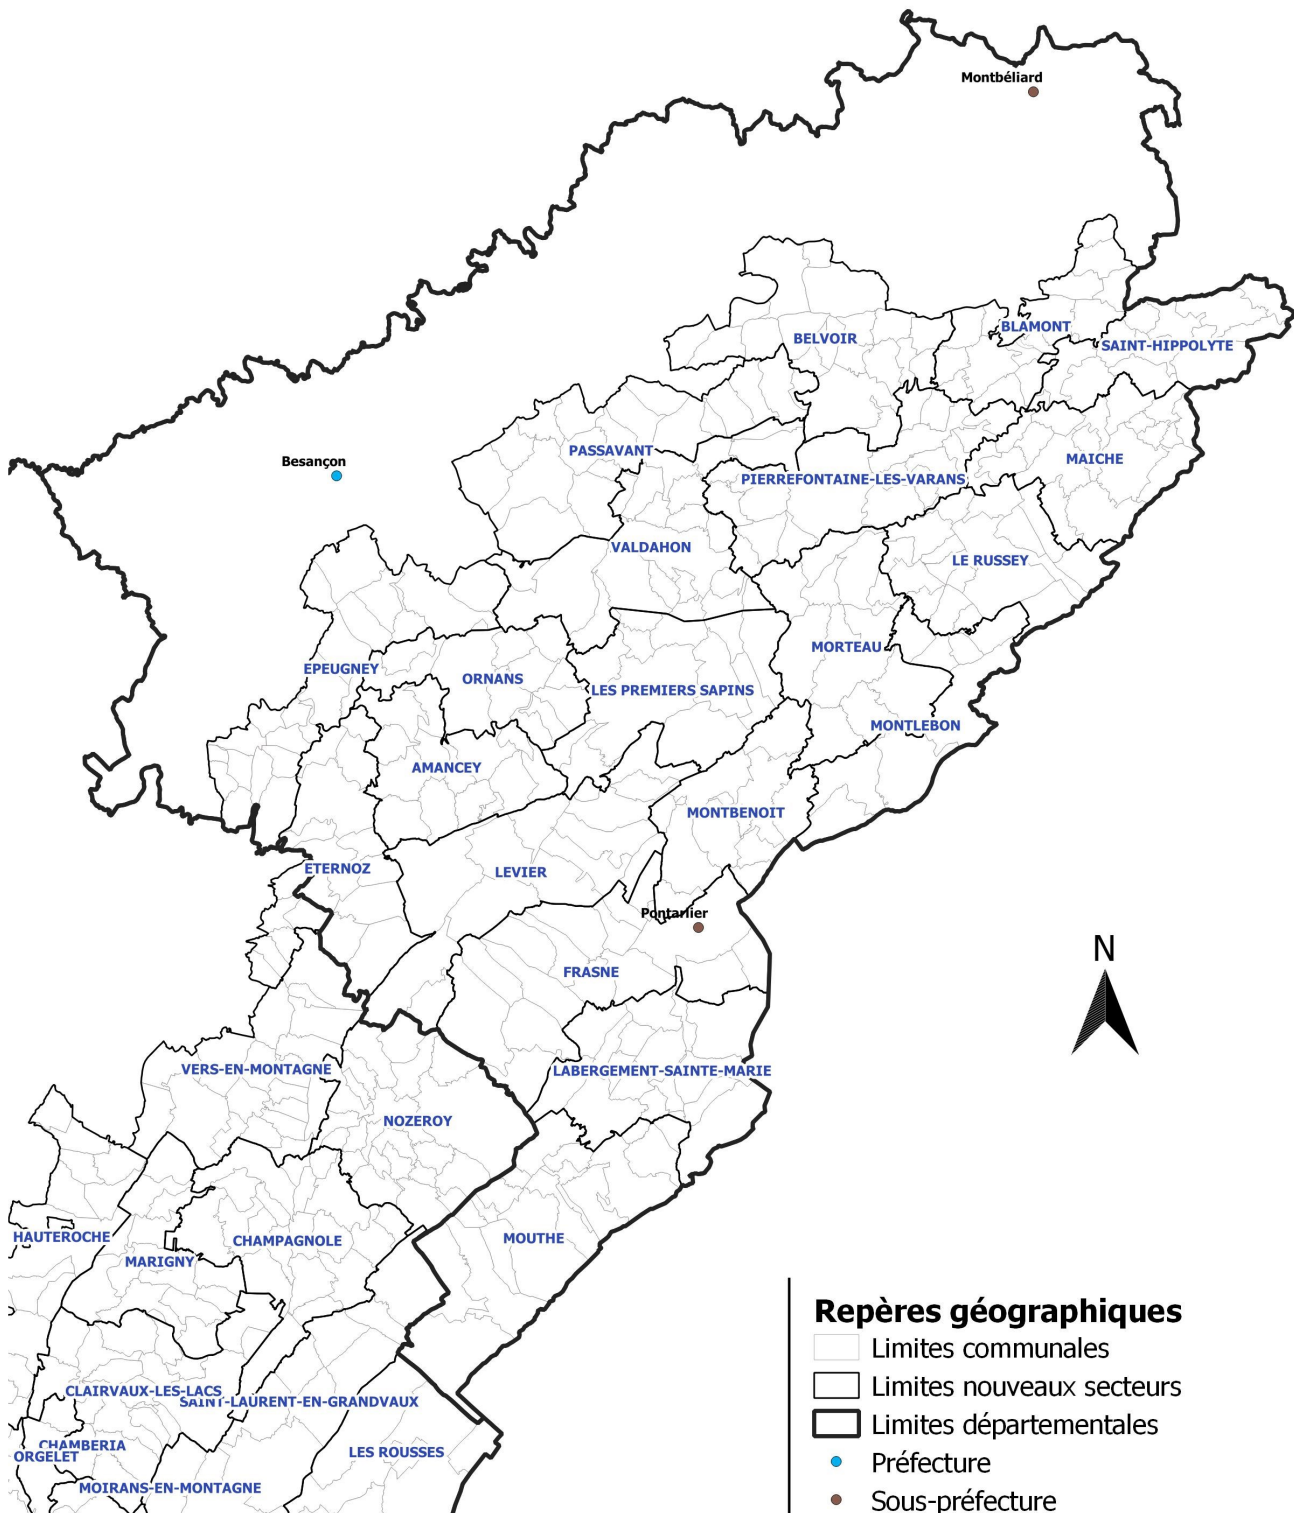 Montbéliard
BLAMONT
BELVOIR
SAINT-HIPPOLYTE
PASSAVANT
MAICHE
Besançon
PIERREFONTAINE-LES-VARANS
VALDAHON
LE RUSSEY
MORTEAU
EPEUGNEY
ORNANS
LES PREMIERS SAPINS
MONTLEBON
AMANCEY
MONTBENOIT
ETERNOZ
LEVIER
Pontarlier
N
FRASNE
VERS-EN-MONTAGNE
LABERGEMENT-SAINTE-MARIE
NOZEROY
HAUTEROCHE
CHAMPAGNOLE
MOUTHE
MARIGNY
Repères géographiques
Limites communales
Limites nouveaux secteurs
CLAIRVAUX-LES-LACS
SAINT-LAURENT-EN-GRANDVAUX
Limites départementales
CHAMBERIA
LES ROUSSES
ORGELET
Préfecture
MOIRANS-EN-MONTAGNE
Sous-préfecture